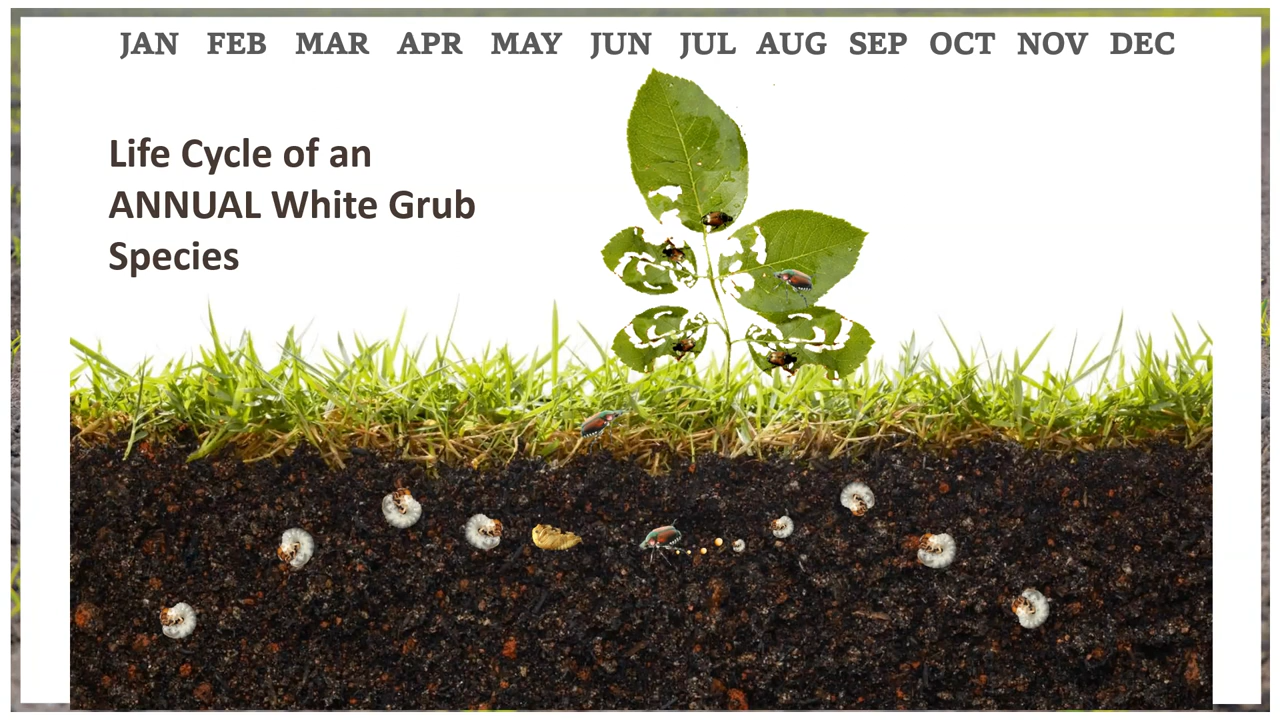 JAN FEB MAR APR MAY JUN JUL AUG SEP OCT NOV DEC
Life Cycle of an
ANNUAL White Grub
Species